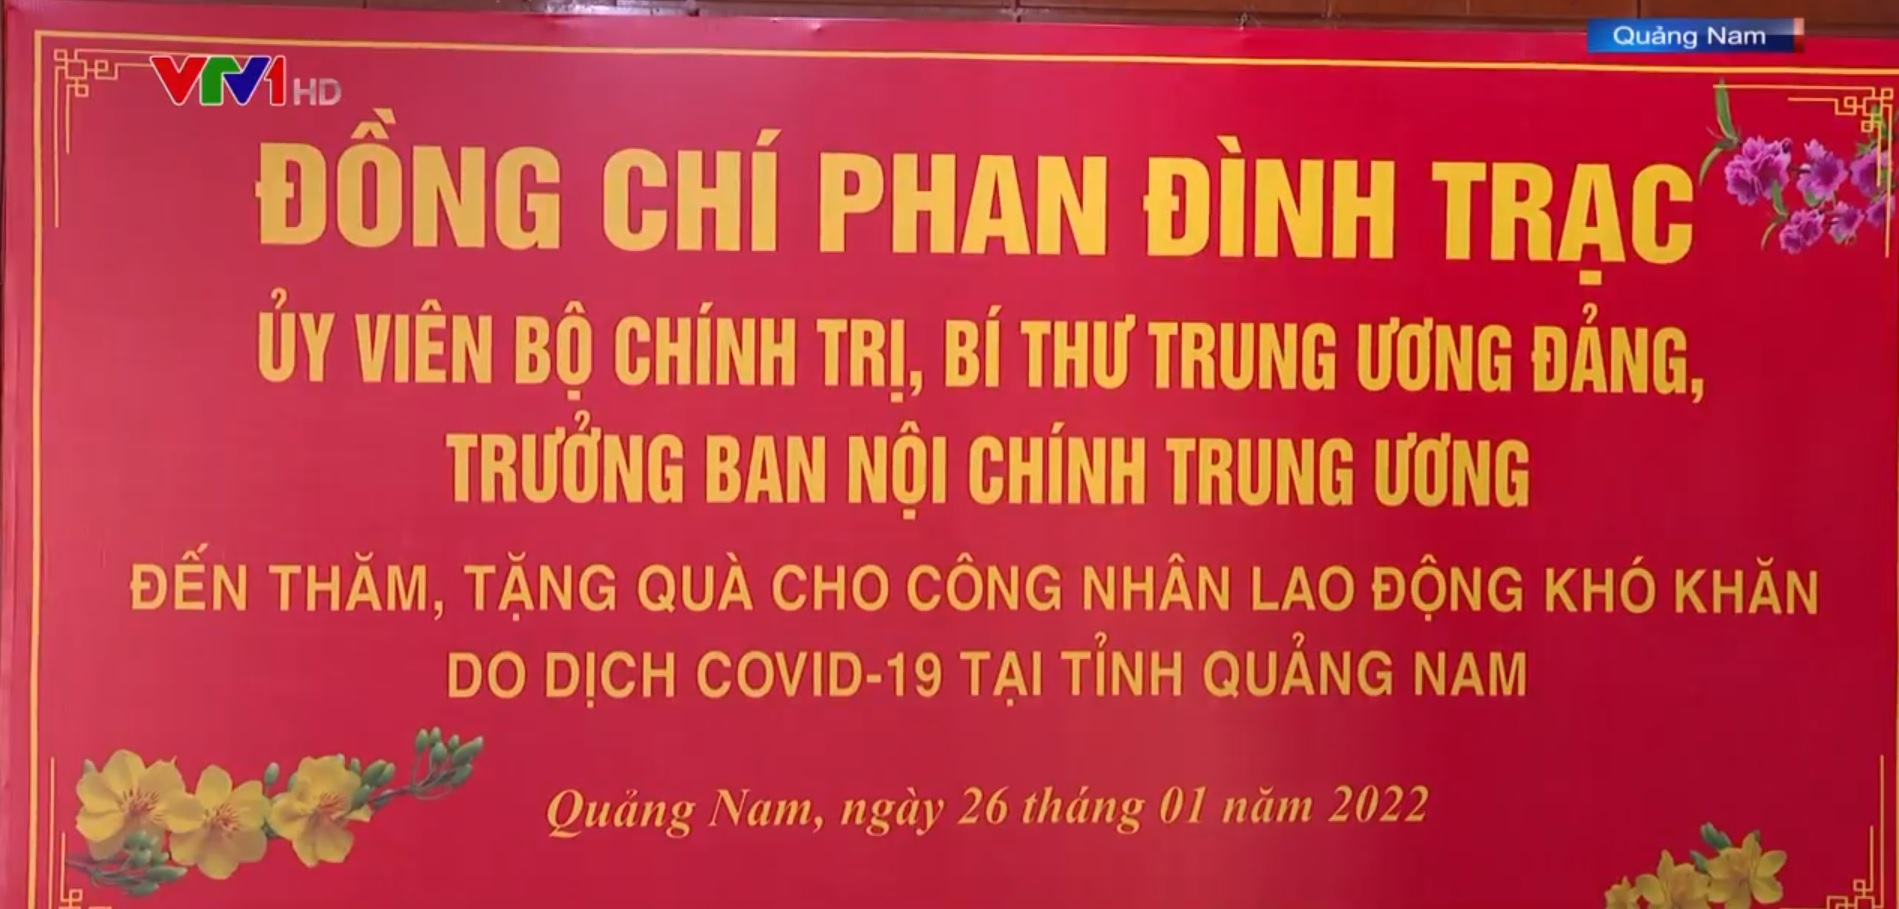 Quảng Nam
VTV1 HD
ĐỒNG CHÍ PHAN ĐÌNH TRẠC
ỦY VIÊN BỘ CHÍNH TRỊ, BÍ THƯ TRUNG ƯƠNG ĐẢNG,
TRƯỞNG BAN NỘI CHÍNH TRUNG ƯƠNG
ĐẾN THĂM, TẶNG QUÀ CHO CÔNG NHÂN LAO ĐỘNG KHÓ KHĂN
DO DỊCH COVID-19 TẠI TỈNH QUẢNG NAM
Quảng Nam, ngày 26 tháng 01 năm 2022